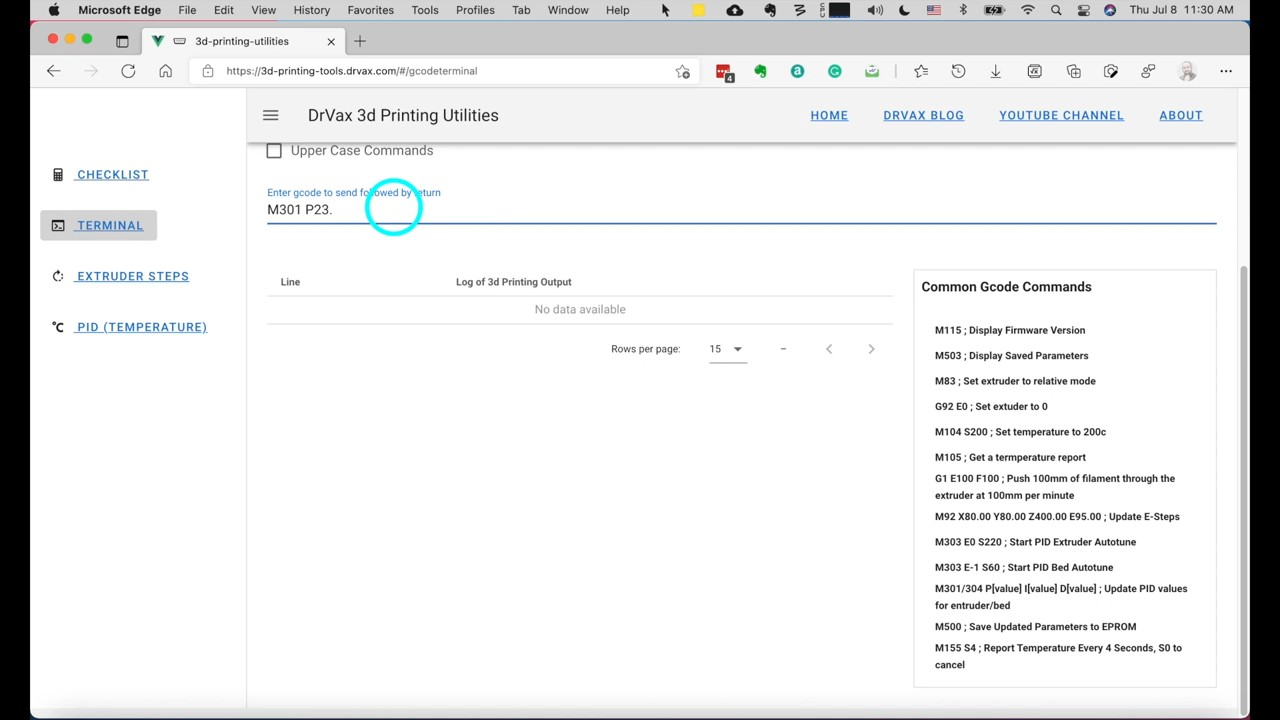 Microsoft Edge File Edit View History Favorites Tools Profiles Tab Window Help Thu Jul 8 11:30 AM
3d-printing-utilities
https://3d-printing-tools.drvax.com/#/gcodeterminal
4
DrVax 3d Printing Utilities HOME DRVAX BLOG YOUTUBE CHANNEL ABOUT
CHECKLIST
TERMINAL
EXTRUDER STEPS
°C PID (TEMPERATURE)
Upper Case Commands
Enter gcode to send followed by return
M301 P23.
Line Log of 3d Printing Output
No data available
Rows per page: 15 –
Common Gcode Commands
M115 ; Display Firmware Version
M503 ; Display Saved Parameters
M83 ; Set extruder to relative mode
G92 E0 ; Set extuder to 0
M104 S200 ; Set temperature to 200c
M105 ; Get a termperature report
G1 E100 F100 ; Push 100mm of filament through the
extruder at 100mm per minute
M92 X80.00 Y80.00 Z400.00 E95.00 ; Update E-Steps
M303 E0 S220 ; Start PID Extruder Autotune
M303 E-1 S60 ; Start PID Bed Autotune
M301/304 P[value] I[value] D[value] ; Update PID values
for entruder/bed
M500 ; Save Updated Parameters to EPROM
M155 S4 ; Report Temperature Every 4 Seconds, S0 to
cancel